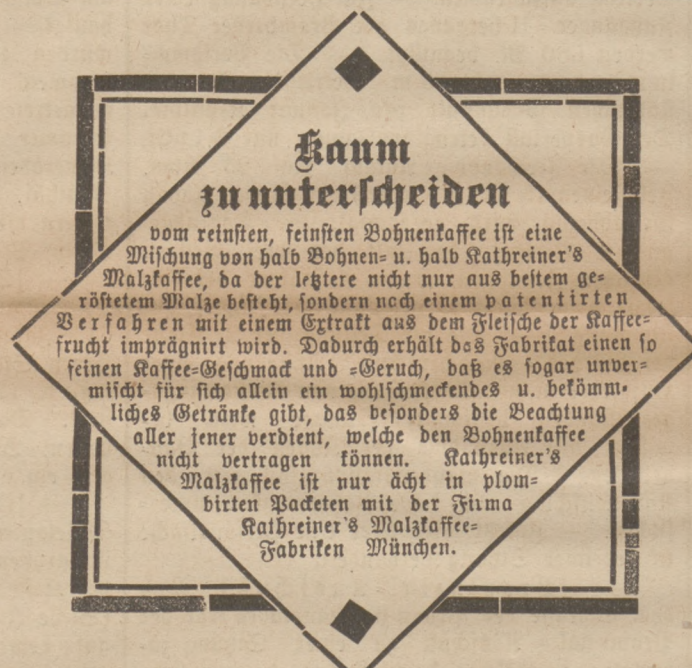 Kaum
zu unterscheiden
vom reinsten, feinsten Bohnenkaffee ist eine
Mischung von halb Bohnen- u. halb Kathreiner's
Malzkaffee, da der letztere nicht nur aus bestem ge-
röstetem Malze besteht, sondern nach einem patentirten
Verfahren mit einem Extrakt aus dem Fleische der Kaffee-
frucht imprägnirt wird. Dadurch erhält das Fabrikat einen so
feinen Kaffee-Geschmack und -Geruch, daß es sogar unver-
mischt für sich allein ein wohlschmeckendes u. bekömm-
liches Getränke gibt, das besonders die Beachtung
aller jener verdient, welche den Bohnenkaffee
nicht vertragen können. Kathreiner's
Malzkaffee ist nur ächt in plom-
birten Packeten mit der Firma
Kathreiner's Malzkaffee-
Fabriken München.